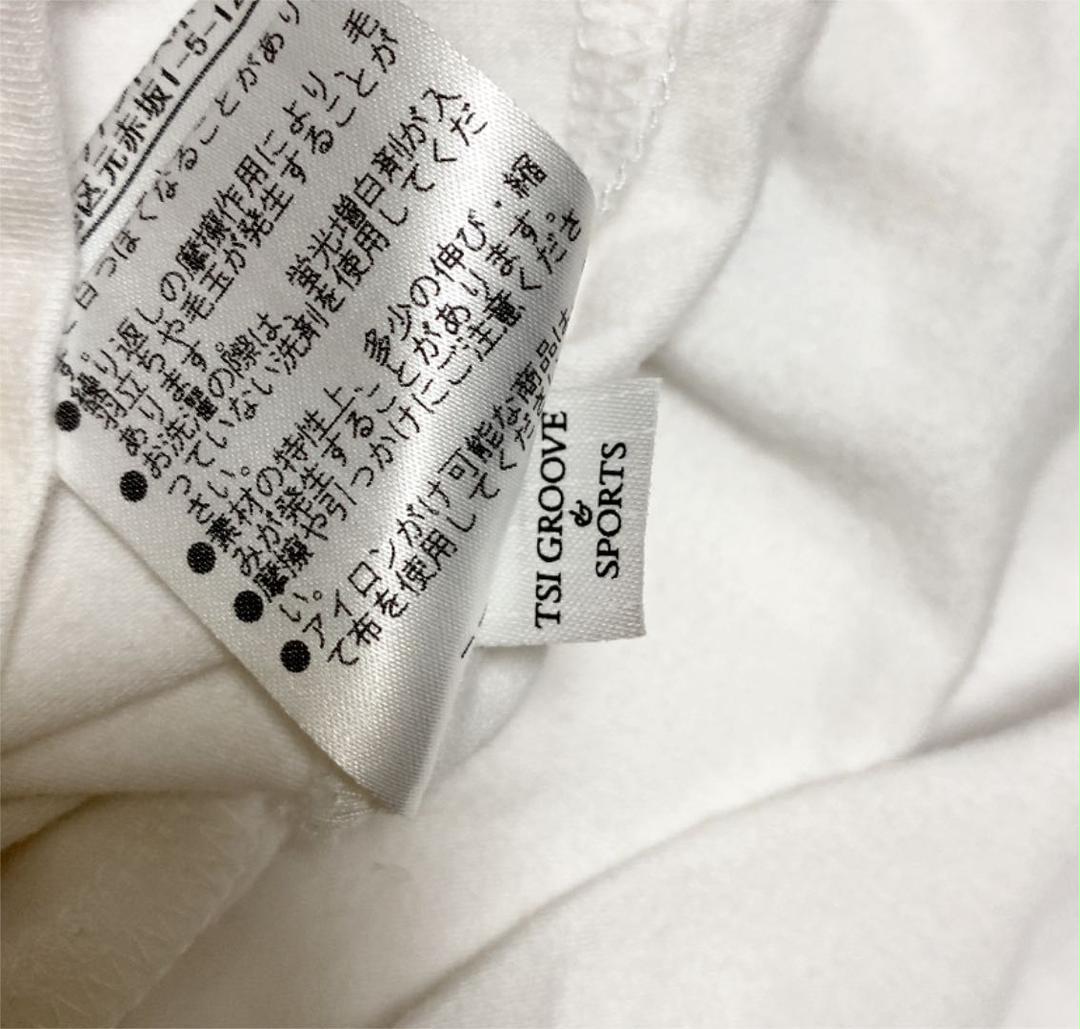 区元赤坂1-5-12
白っぽくなることがあり
す。
●繰り返しの摩擦作用により、毛
羽立ちや毛玉が発生することが
あります。
●お洗濯の際は、蛍光増白剤が入
っていない洗剤を使用してくだ
さい。
●素材の特性上、多少の伸び・縮
みが発生することがあります。
●摩擦や引っかけにご注意くださ
い。
●アイロンがけ可能な商品は
て布を使用してくださ
TSI GROOVE
&
SPORTS